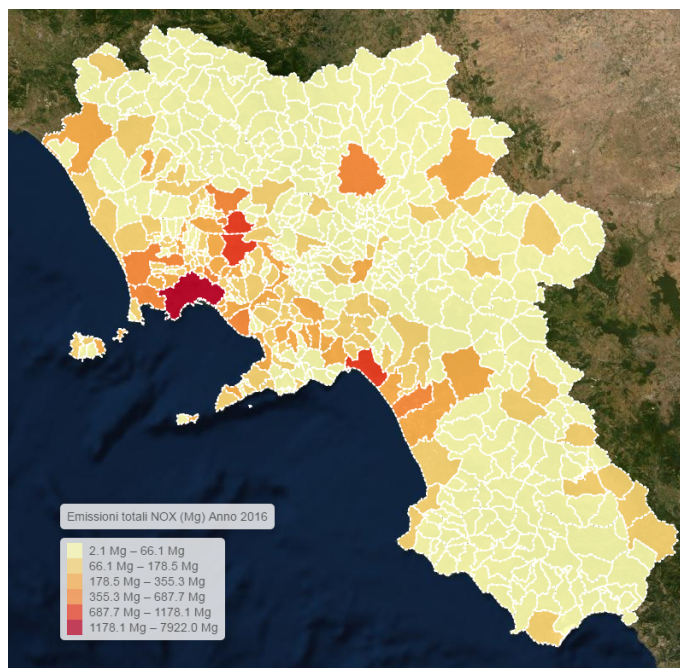 Emissioni totali NOX (Mg) Anno 2016
2.1 Mg – 66.1 Mg
66.1 Mg – 178.5 Mg
178.5 Mg – 355.3 Mg
355.3 Mg – 687.7 Mg
687.7 Mg – 1178.1 Mg
1178.1 Mg – 7922.0 Mg